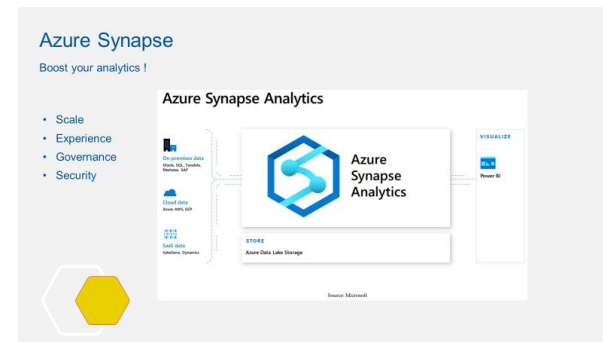 Azure Synapse
Boost your analytics !
• Scale
• Experience
• Governance
• Security
Azure Synapse Analytics
On-premises data
Oracle, SQL, Teradata,
Netezza, SAP
Cloud data
Azure, AWS, GCP
SaaS data
Salesforce, Dynamics
Azure
Synapse
Analytics
STORE
Azure Data Lake Storage
VISUALIZE
Power BI
Source: Microsoft